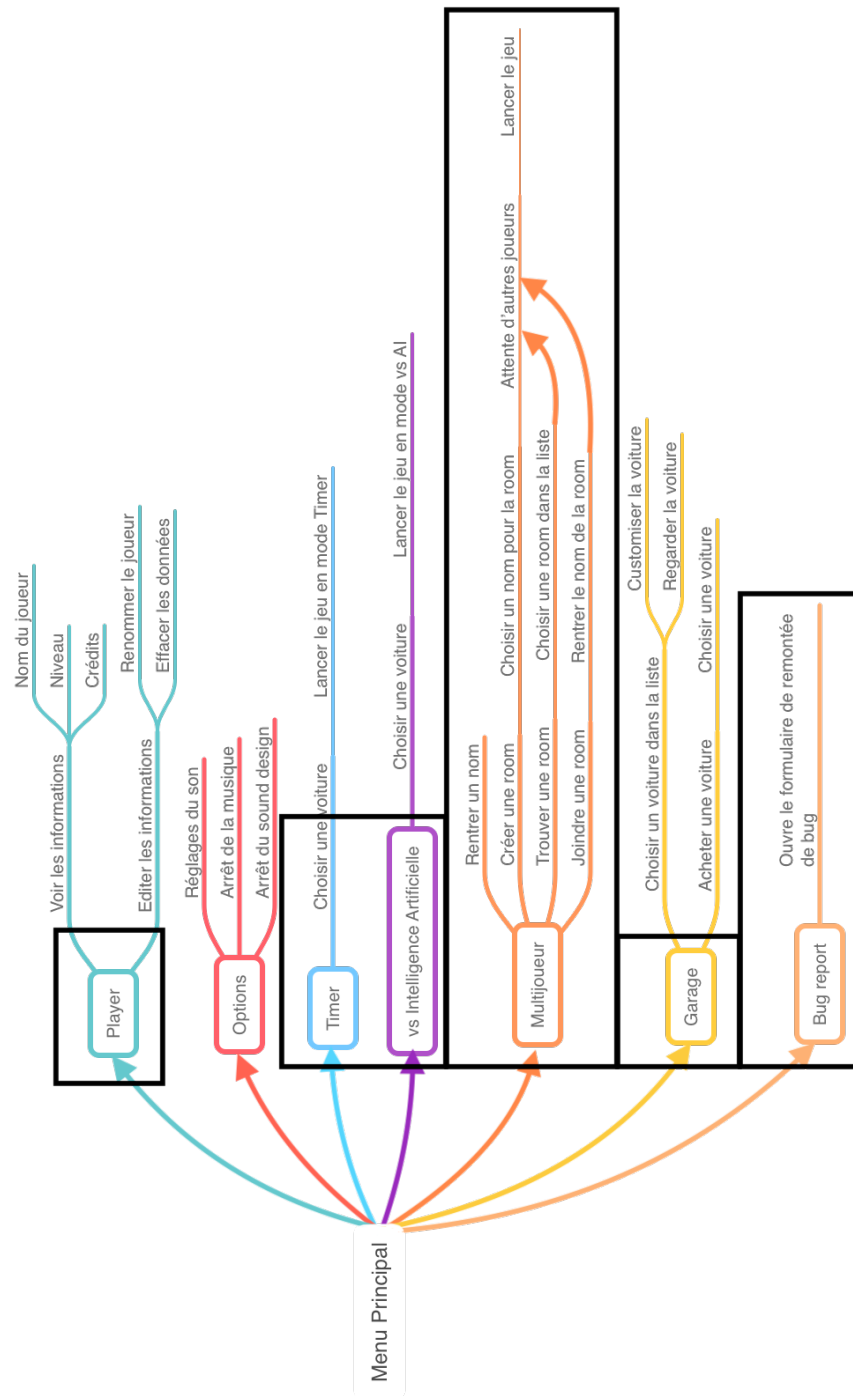 Menu Principal
Player
Voir les informations
Nom du joueur
Niveau
Crédits
Editer les informations
Renommer le joueur
Effacer les données
Options
Réglages du son
Arrêt de la musique
Arrêt du sound design
Timer
Choisir une voiture
Lancer le jeu en mode Timer
vs Intelligence Artificielle
Choisir une voiture
Lancer le jeu en mode vs AI
Multijoueur
Rentrer un nom
Créer une room
Choisir un nom pour la room
Attente d'autres joueurs
Lancer le jeu
Trouver une room
Choisir une room dans la liste
Joindre une room
Rentrer le nom de la room
Garage
Choisir un voiture dans la liste
Customiser la voiture
Regarder la voiture
Acheter une voiture
Choisir une voiture
Bug report
Ouvre le formulaire de remontée
de bug